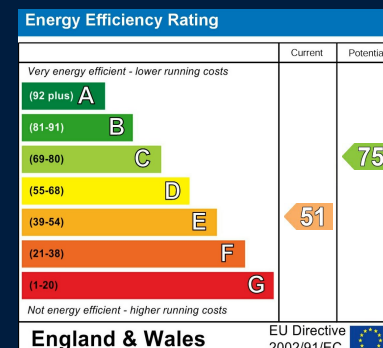 Energy Efficiency Rating
Current
Very energy efficient - lower running costs
(92 plus) A
(81-91) B
(69-80) C
75
(55-68) D
(39-54) E
51
(21-38) F
(1-20) G
Not energy efficient - higher running costs
England & Wales
EU Directive
2002/91/EC